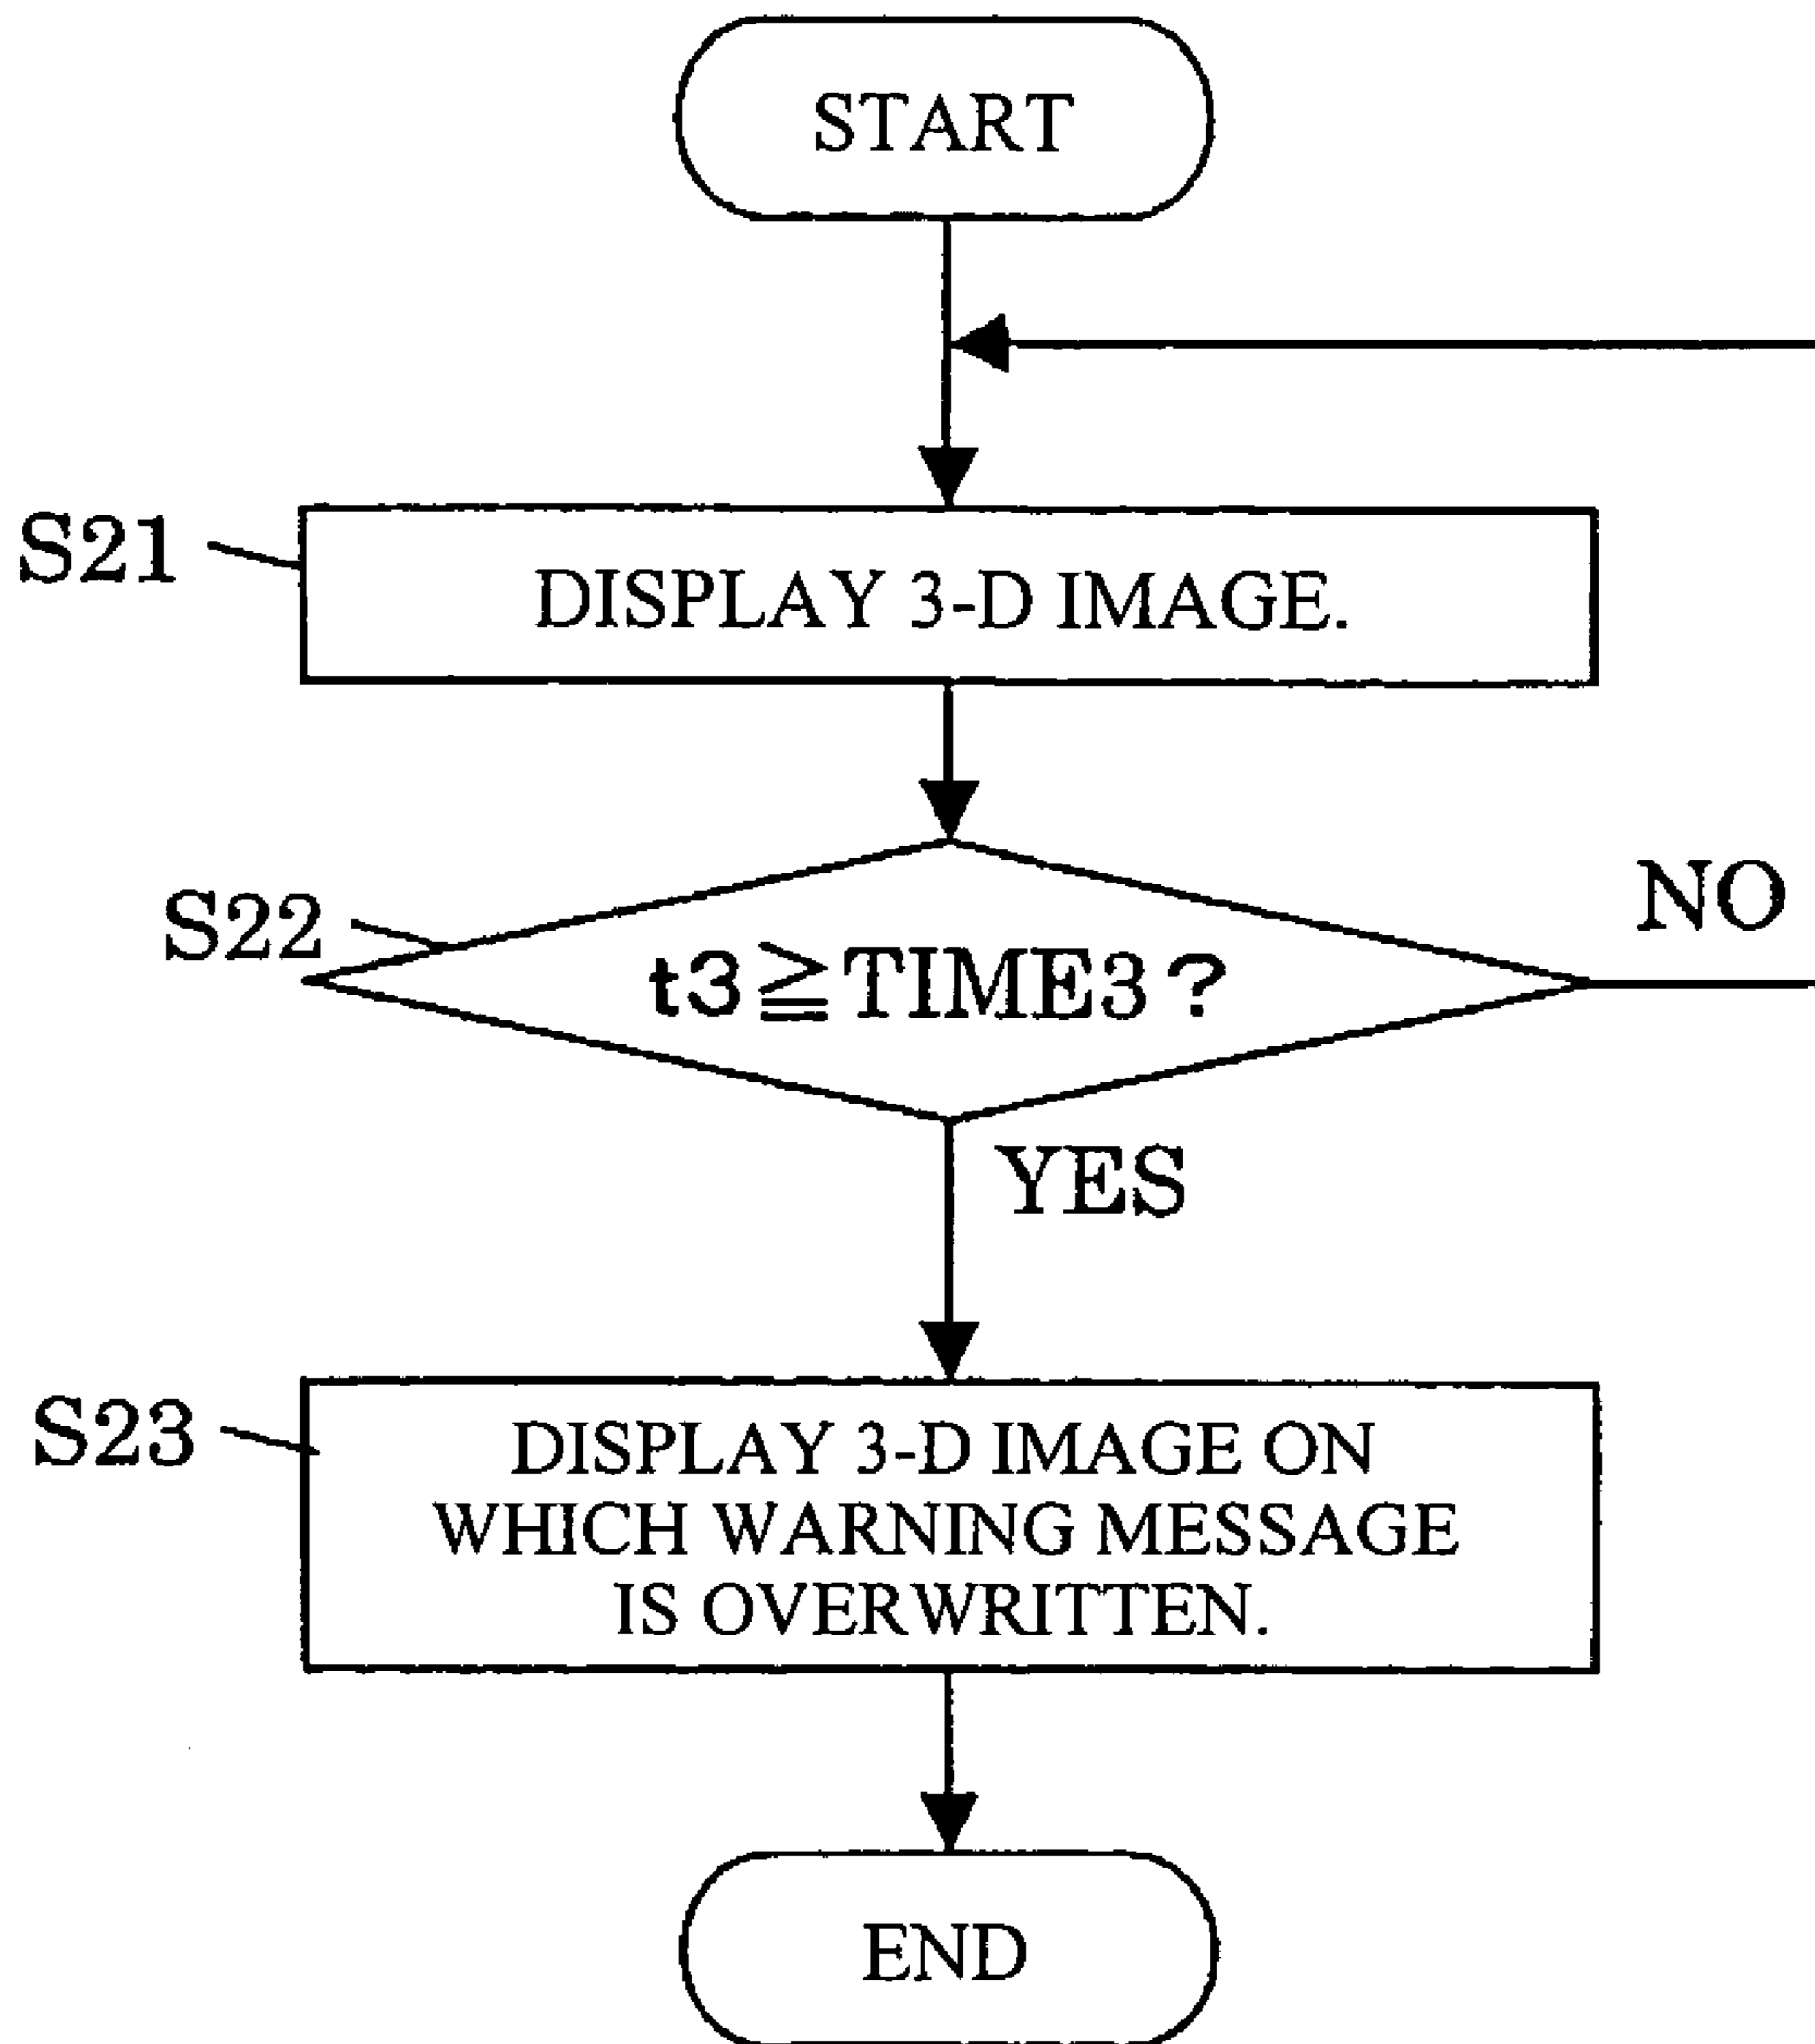 START
S21
DISPLAY 3-D IMAGE.
S22
t3≧TIME3?
NO
YES
S23
DISPLAY 3-D IMAGE ON
WHICH WARNING MESSAGE
IS OVERWRITTEN.
END